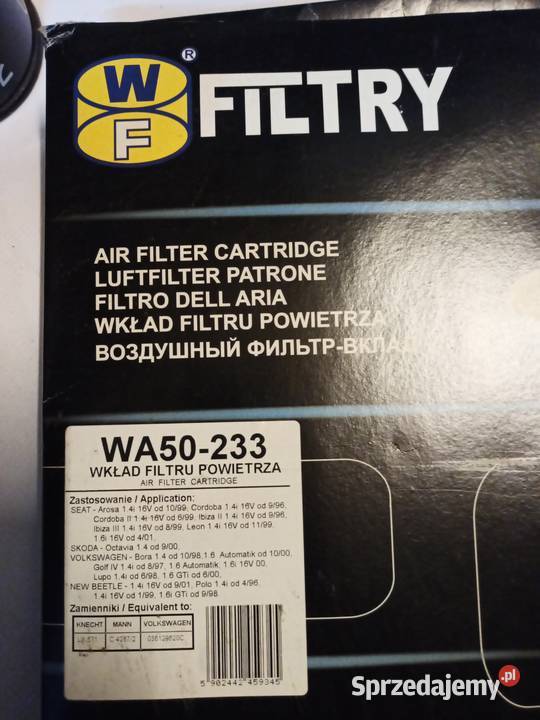 WF® FILTRY
AIR FILTER CARTRIDGE
LUFTFILTER PATRONE
FILTRO DELL ARIA
WKŁAD FILTRU POWIETRZA
ВОЗДУШНЫЙ ФИЛЬТР-ВКЛАД
WA50-233
WKŁAD FILTRU POWIETRZA
AIR FILTER CARTRIDGE
Zastosowanie / Application:
SEAT - Arosa 1.4i 16V od 10/99, Cordoba 1.4i 16V od 9/96,
Cordoba II 1.4i 16V od 6/99, Ibiza II 1.4i 16V od 9/96,
Ibiza III 1.4i 16V od 8/99, Leon 1.4i 16V od 11/99,
1.6i 16V od 4/01,
SKODA - Octavia 1.4 od 9/00,
VOLKSWAGEN - Bora 1.4 od 10/98,1.6 Automatik od 10/00,
Golf IV 1.4i od 8/97, 1.6 Automatik, 1.6i 16V 00,
Lupo 1.4i od 6/98, 1.6 GTi od 6/00,
NEW BEETLE - 1.4i 16V od 9/01, Polo 1.4i od 4/96,
1.4i 16V od 1/99, 1.6i GTi od 9/98.
Zamienniki / Equivalent to:
KNECHT MANN VOLKSWAGEN
LX 571 C 4287/2 036129620C
5 902442 459345
Sprzedajemy.pl